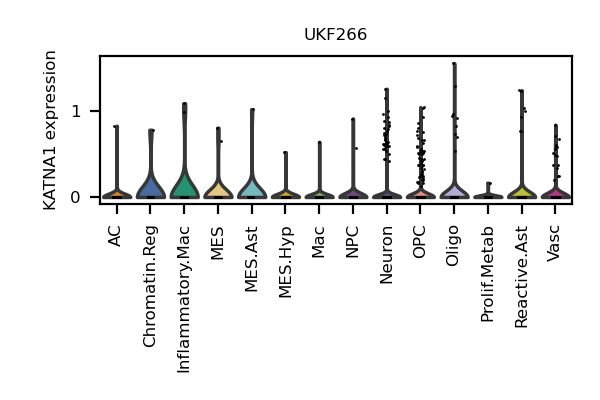 UKF266
KATNA1 expression
1
0
AC
Chromatin.Reg
Inflammatory.Mac
MES
MES.Ast
MES.Hyp
Mac
NPC
Neuron
OPC
Oligo
Prolif.Metab
Reactive.Ast
Vasc